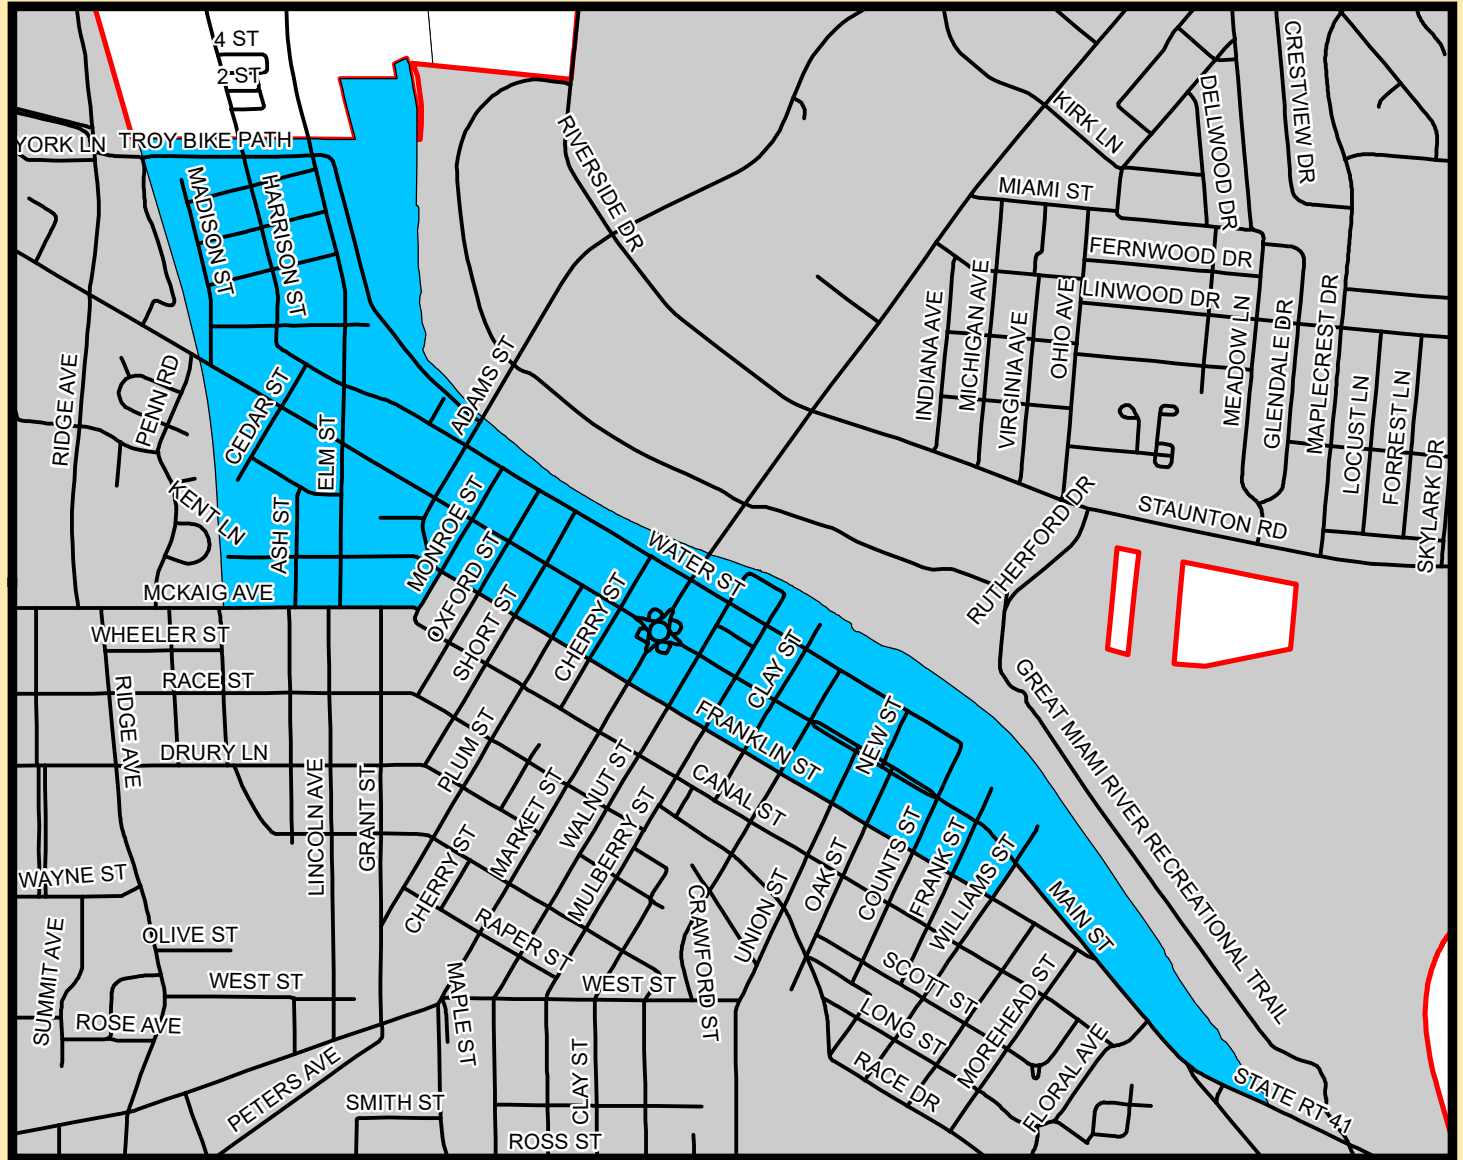 4 ST
2 ST
CRESTVIEW DR
KIRK LN
DELLWOOD DR
RIVERSIDE DR
YORK LN
TROY BIKE PATH
MADISON ST
HARRISON ST
MIAMI ST
FERNWOOD DR
LINWOOD DR
INDIANA AVE
MICHIGAN AVE
VIRGINIA AVE
OHIO AVE
MEADOW LN
GLENDALE DR
MAPLECREST DR
LOCUST LN
FORREST LN
SKYLARK DR
RIDGE AVE
PENN RD
CEDAR ST
ELM ST
ADAMS ST
KENT LN
ASH ST
MONROE ST
STAUNTON RD
RUTHERFORD DR
WATER ST
MCKAIG AVE
OXFORD ST
SHORT ST
CHERRY ST
WHEELER ST
CLAY ST
RACE ST
RIDGE AVE
PLUM ST
FRANKLIN ST
NEW ST
GREAT MIAMI RIVER RECREATIONAL TRAIL
DRURY LN
LINCOLN AVE
GRANT ST
CANAL ST
MARKET ST
WALNUT ST
MULBERRY ST
CHERRY ST
WAYNE ST
OAK ST
COUNTS ST
FRANK ST
WILLIAMS ST
MAIN ST
UNION ST
CRAWFORD ST
RAPER ST
SUMMIT AVE
OLIVE ST
WEST ST
WEST ST
ROSE AVE
MAPLE ST
SCOTT ST
LONG ST
MOREHEAD ST
RACE DR
FLORAL AVE
STATE RT 41
PETERS AVE
SMITH ST
CLAY ST
ROSS ST